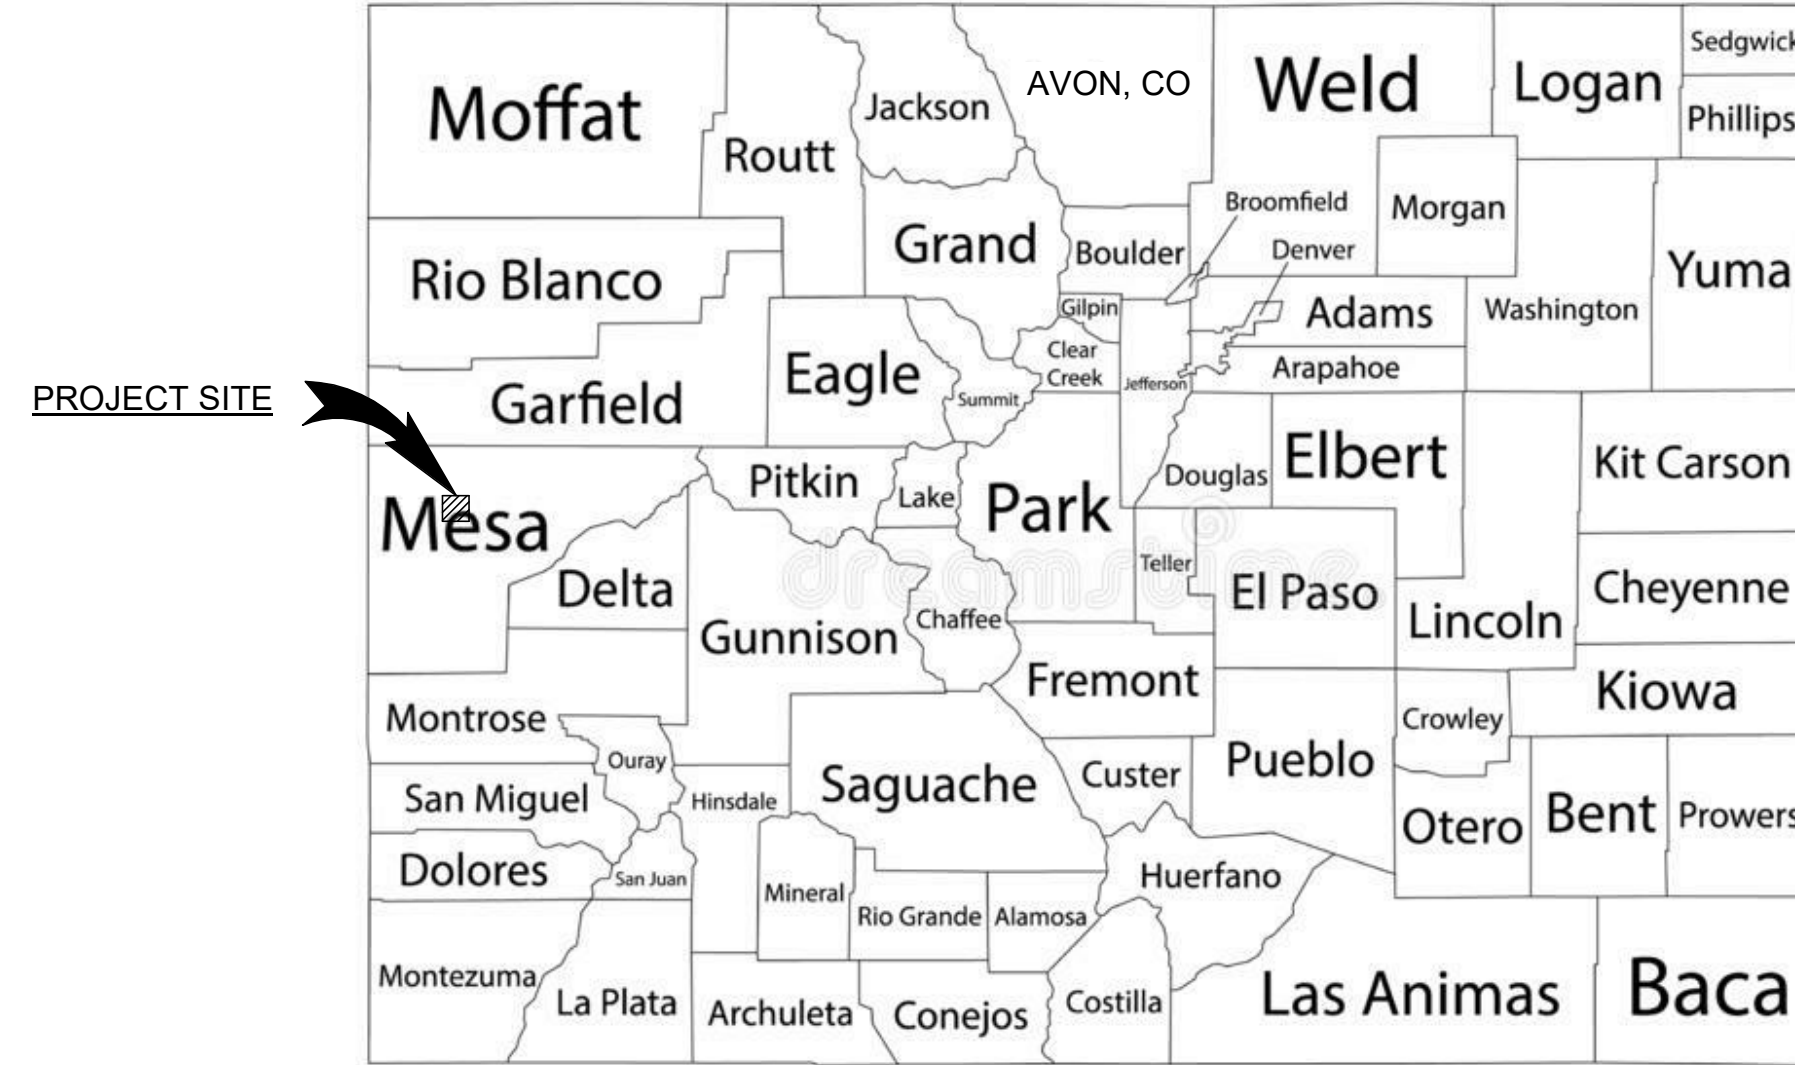 Sedgwick
AVON, CO
Weld
Logan
Moffat
Jackson
Phillips
Routt
Broomfield
Morgan
Grand
Boulder
Denver
Rio Blanco
Yuma
Gilpin
Adams
Washington
Clear
Creek
Eagle
Arapahoe
Jefferson
PROJECT SITE
Garfield
Summit
Pitkin
Lake
Park
Douglas
Elbert
Kit Carson
Mesa
dreamstime
Teller
Delta
El Paso
Cheyenne
Chaffee
Lincoln
Gunnison
Fremont
Kiowa
Montrose
Crowley
Ouray
Pueblo
Custer
San Miguel
Hinsdale
Saguache
Otero
Bent
Prowers
Dolores
San Juan
Mineral
Huerfano
Rio Grande
Alamosa
Montezuma
La Plata
Archuleta
Conejos
Costilla
Las Animas
Baca